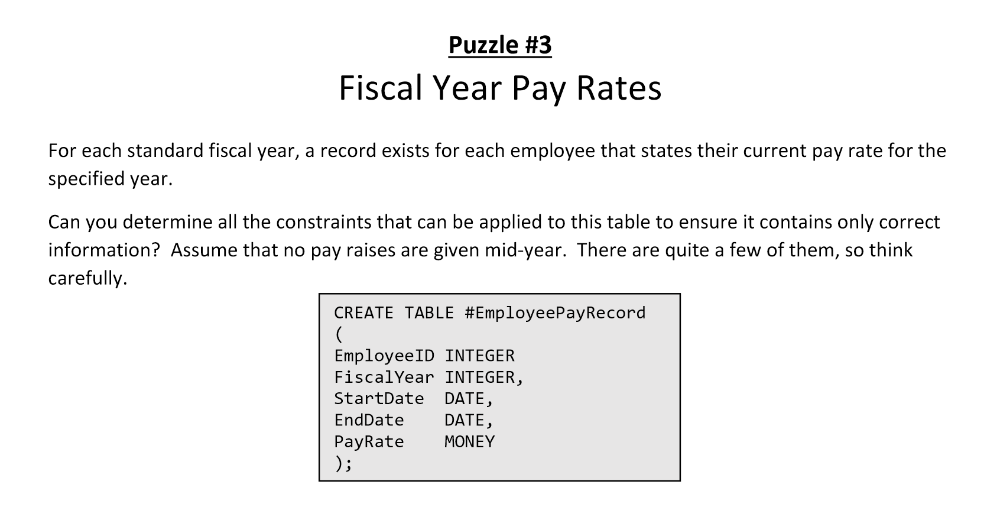 Puzzle #3
Fiscal Year Pay Rates
For each standard fiscal year, a record exists for each employee that states their current pay rate for the
specified year.
Can you determine all the constraints that can be applied to this table to ensure it contains only correct
information? Assume that no pay raises are given mid-year. There are quite a few of them, so think
carefully.
CREATE TABLE #EmployeePayRecord
(
EmployeeID INTEGER
FiscalYear INTEGER,
StartDate DATE,
EndDate DATE,
PayRate MONEY
);